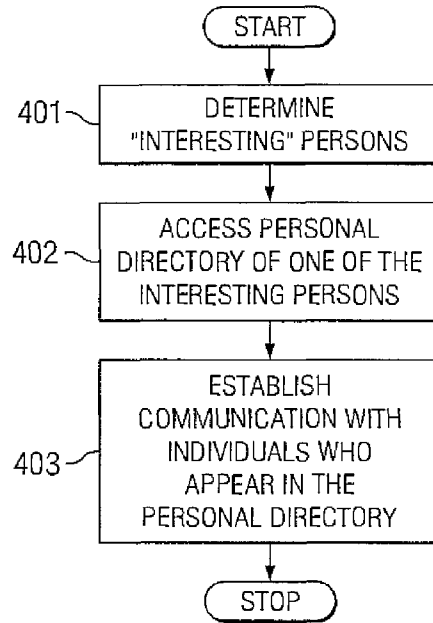 START
401
DETERMINE
"INTERESTING" PERSONS
402
ACCESS PERSONAL
DIRECTORY OF ONE OF THE
INTERESTING PERSONS
403
ESTABLISH
COMMUNICATION WITH
INDIVIDUALS WHO
APPEAR IN THE
PERSONAL DIRECTORY
STOP